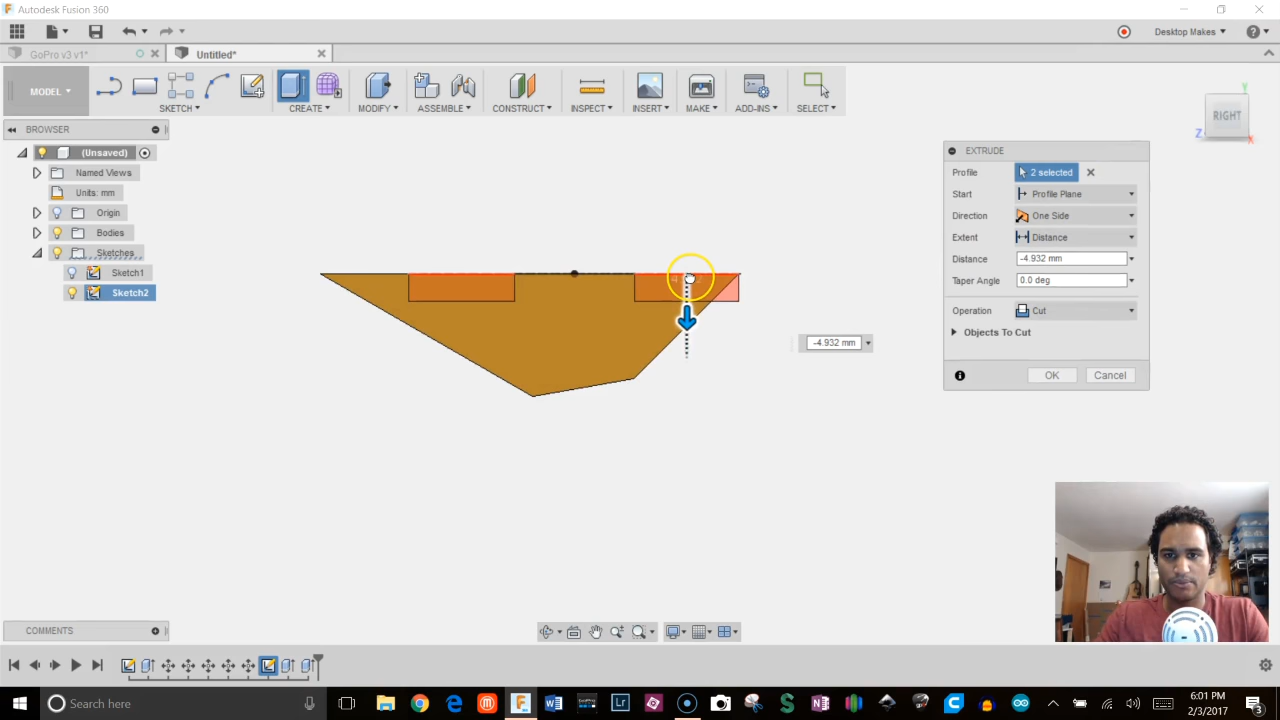 Autodesk Fusion 360
Desktop Makes
GoPro v3 v1*
Untitled*
MODEL
SKETCH
CREATE
MODIFY
ASSEMBLE
CONSTRUCT
INSPECT
INSERT
MAKE
ADD-INS
SELECT
BROWSER
(Unsaved)
Named Views
Units: mm
Origin
Bodies
Sketches
Sketch1
Sketch2
RIGHT
Y
Z
X
EXTRUDE
Profile 2 selected
Start Profile Plane
Direction One Side
Extent Distance
Distance -4.932 mm
Taper Angle 0.0 deg
Operation Cut
Objects To Cut
OK Cancel
-4.932 mm
COMMENTS
Search here
6:01 PM
2/3/2017